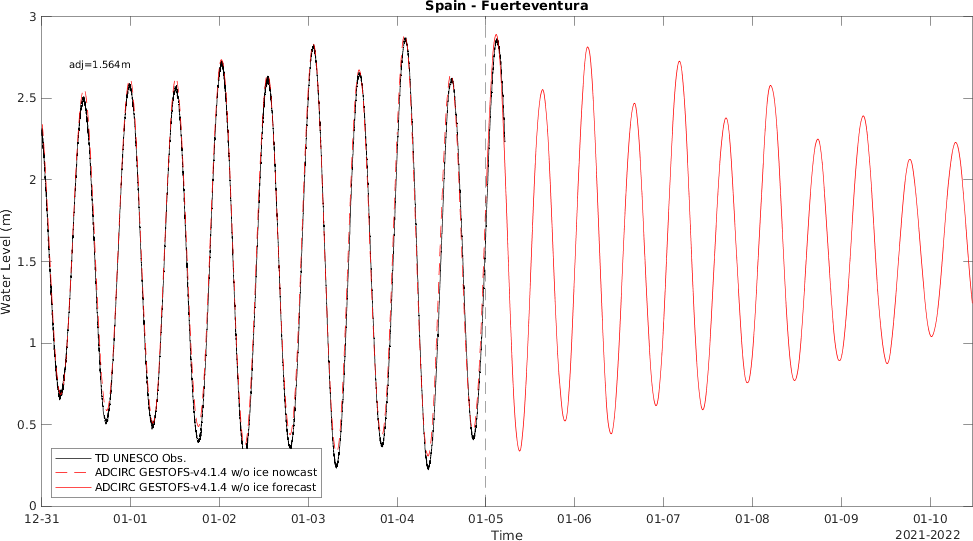 Spain - Fuerteventura
adj=1.564m
Water Level (m)
3
2.5
2
1.5
1
0.5
0
TD UNESCO Obs.
ADCIRC GESTOFS-v4.1.4 w/o ice nowcast
ADCIRC GESTOFS-v4.1.4 w/o ice forecast
12-31 01-01 01-02 01-03 01-04 01-05 01-06 01-07 01-08 01-09 01-10
Time
2021-2022